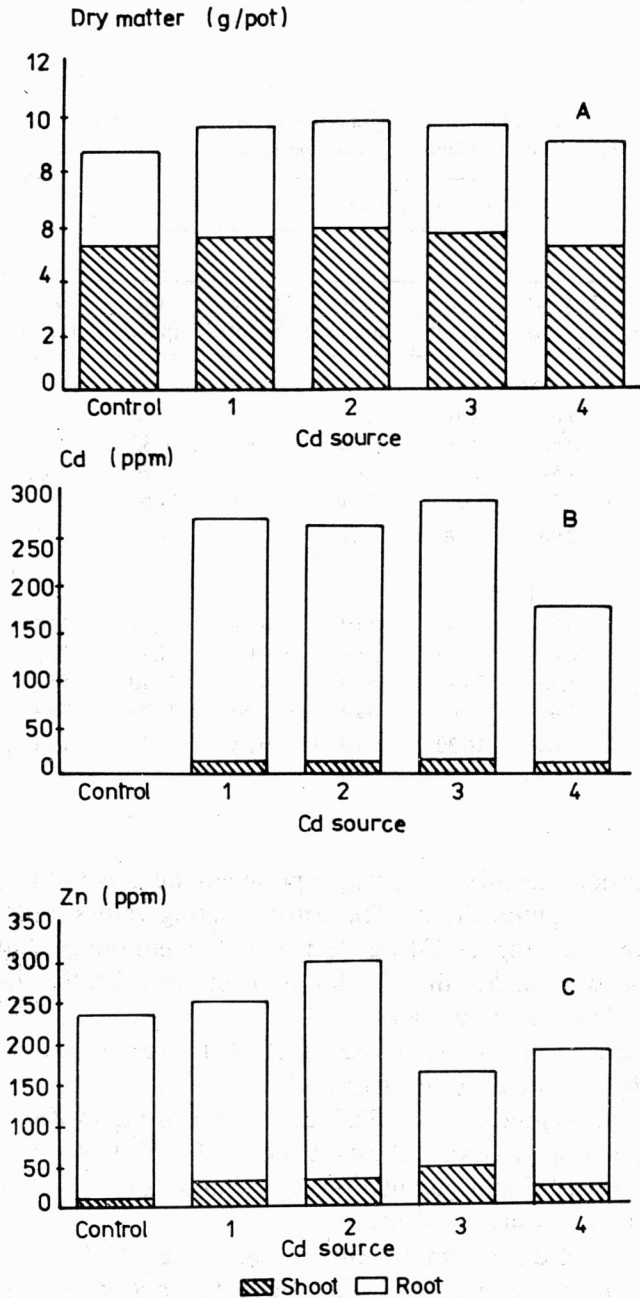 Dry matter (g/pot)
12
10
8
8
4
2
0
A
Control 1 2 3 4
Cd source
Cd (ppm)
300
250
200
150
100
50
0
B
Control 1 2 3 4
Cd source
Zn (ppm)
350
300
250
200
150
100
50
0
C
Control 1 2 3 4
Cd source
Shoot Root